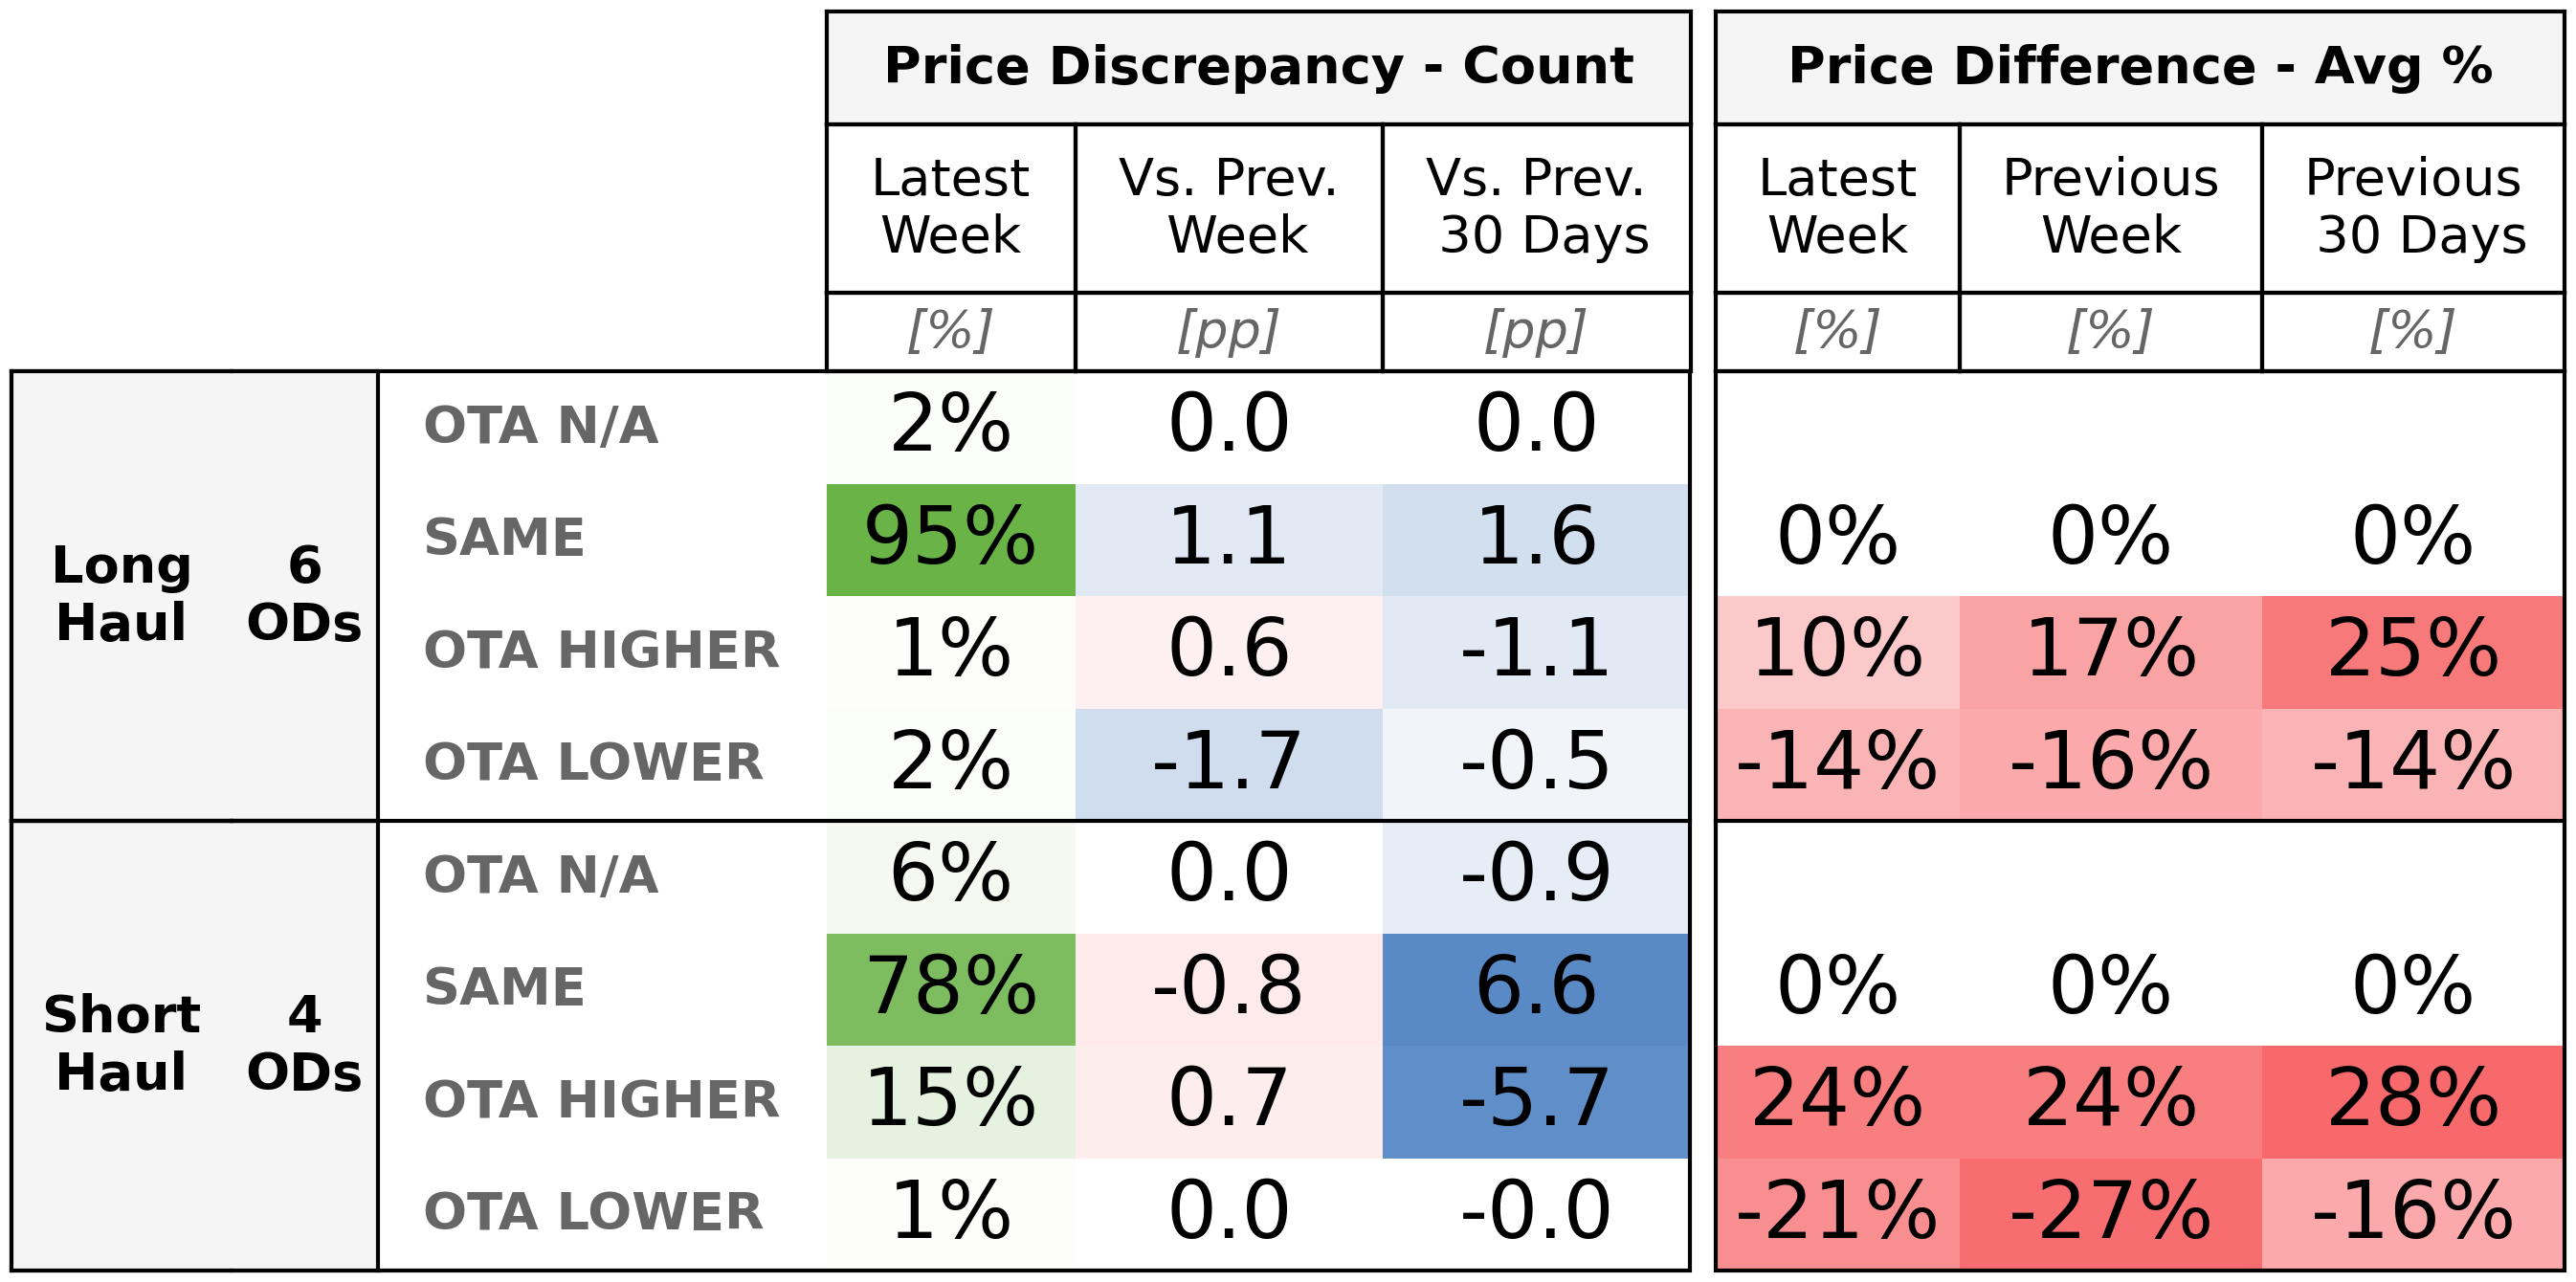 Price Discrepancy - Count Price Difference - Avg %
Latest Week Vs. Prev. Week Vs. Prev. 30 Days Latest Week Previous Week Previous 30 Days
[%] [pp] [pp] [%] [%] [%]
Long Haul 6 ODs
OTA N/A 2% 0.0 0.0
SAME 95% 1.1 1.6 0% 0% 0%
OTA HIGHER 1% 0.6 -1.1 10% 17% 25%
OTA LOWER 2% -1.7 -0.5 -14% -16% -14%
Short Haul 4 ODs
OTA N/A 6% 0.0 -0.9
SAME 78% -0.8 6.6 0% 0% 0%
OTA HIGHER 15% 0.7 -5.7 24% 24% 28%
OTA LOWER 1% 0.0 -0.0 -21% -27% -16%